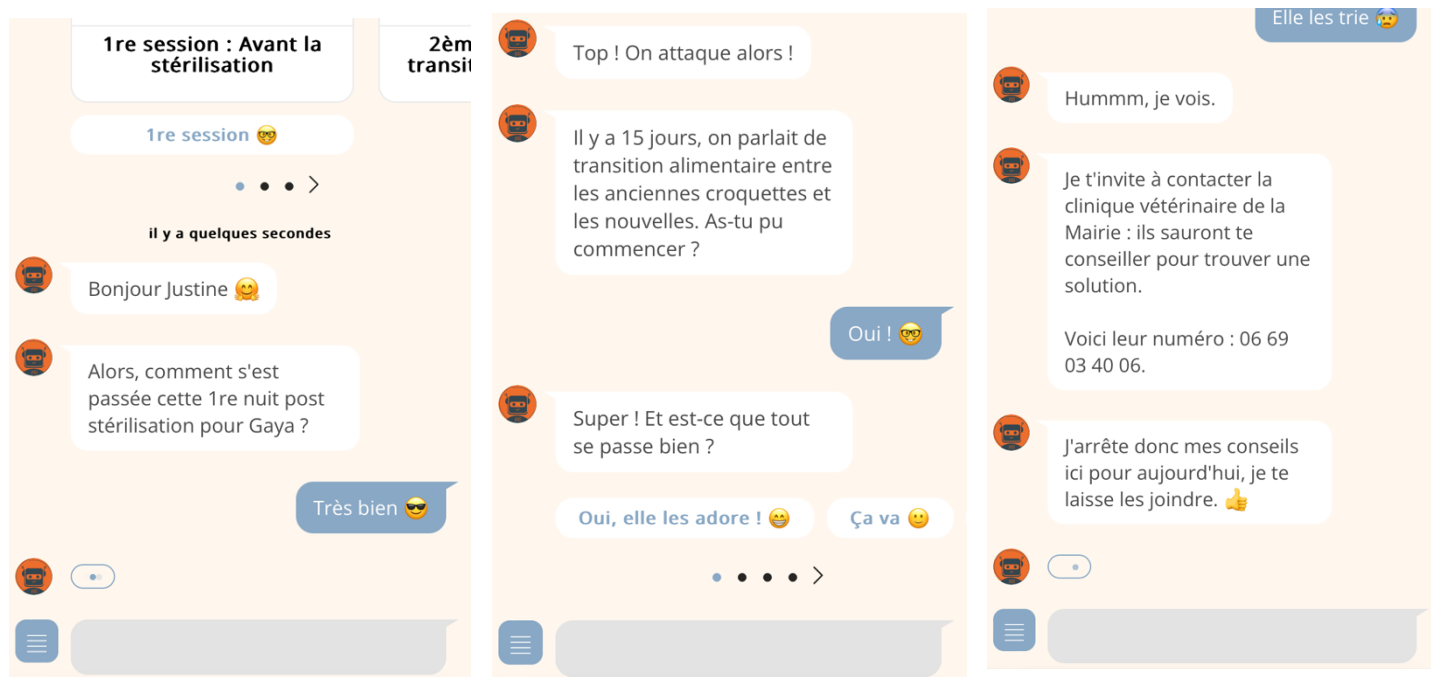 1re session : Avant la
stérilisation
2èm
transit
1re session 🤓
il y a quelques secondes
Bonjour Justine 🤗
Alors, comment s'est
passée cette 1re nuit post
stérilisation pour Gaya ?
Très bien 😎
Top ! On attaque alors !
Il y a 15 jours, on parlait de
transition alimentaire entre
les anciennes croquettes et
les nouvelles. As-tu pu
commencer ?
Oui ! 🤓
Super ! Et est-ce que tout
se passe bien ?
Oui, elle les adore ! 😁
Ça va 🙂
Elle les trie 😰
Hummm, je vois.
Je t'invite à contacter la
clinique vétérinaire de la
Mairie : ils sauront te
conseiller pour trouver une
solution.
Voici leur numéro : 06 69
03 40 06.
J'arrête donc mes conseils
ici pour aujourd'hui, je te
laisse les joindre. 👍